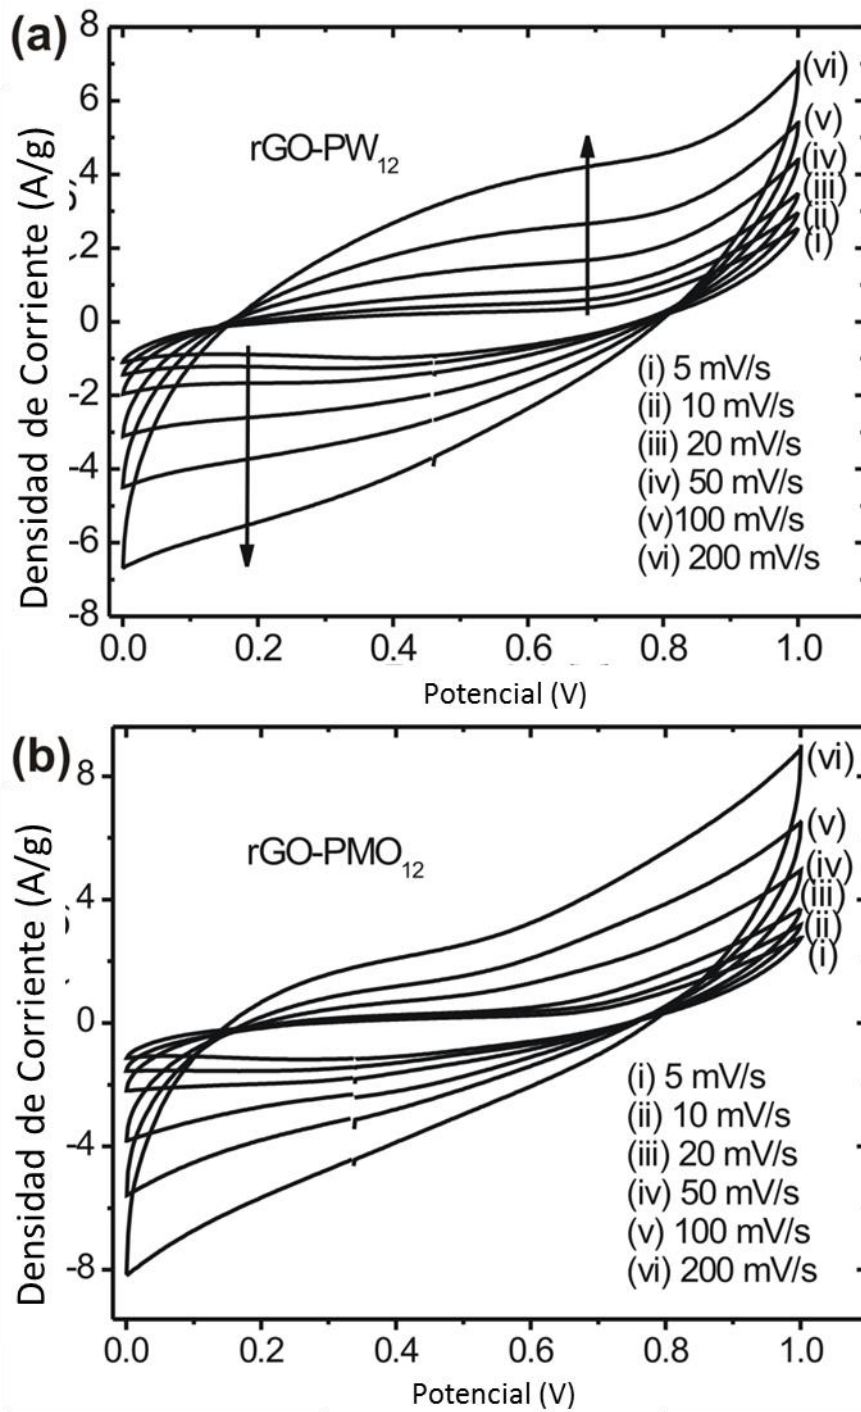 (a)
8
6
4
2
0
-2
-4
-6
-8
Densidad de Corriente (A/g)
rGO-PW12
(vi)
(v)
(iv)
(iii)
(ii)
(i)
(i) 5 mV/s
(ii) 10 mV/s
(iii) 20 mV/s
(iv) 50 mV/s
(v)100 mV/s
(vi) 200 mV/s
0.0 0.2 0.4 0.6 0.8 1.0
Potencial (V)
(b)
8
4
0
-4
-8
Densidad de Corriente (A/g)
rGO-PMO12
(vi)
(v)
(iv)
(iii)
(ii)
(i)
(i) 5 mV/s
(ii) 10 mV/s
(iii) 20 mV/s
(iv) 50 mV/s
(v) 100 mV/s
(vi) 200 mV/s
0.0 0.2 0.4 0.6 0.8 1.0
Potencial (V)